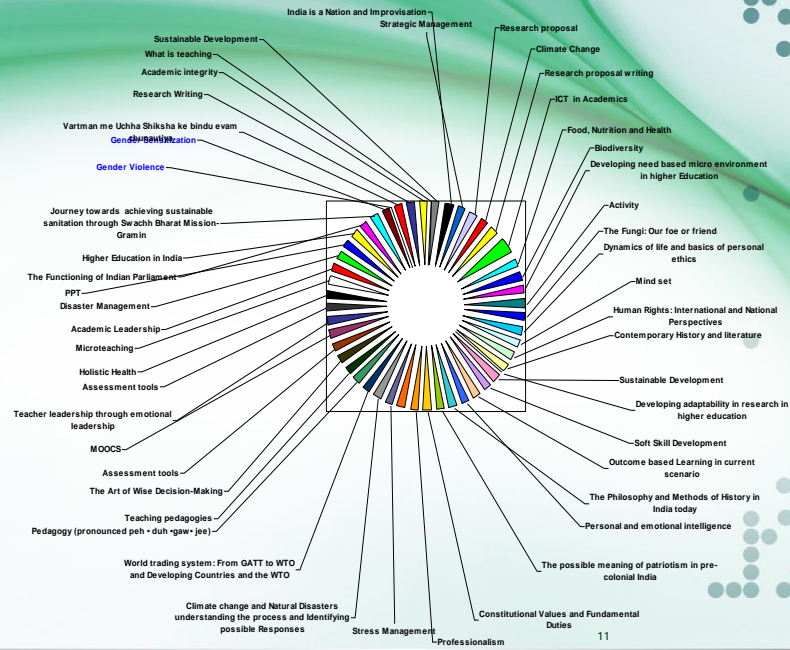 India is a Nation and Improvisation
Strategic Management
Research proposal
Climate Change
Research proposal writing
ICT in Academics
Food, Nutrition and Health
Biodiversity
Developing need based micro environment
in higher Education
Activity
The Fungi: Our foe or friend
Dynamics of life and basics of personal
ethics
Mind set
Human Rights: International and National
Perspectives
Contemporary History and literature
Sustainable Development
Developing adaptability in research in
higher education
Soft Skill Development
Outcome based Learning in current
scenario
The Philosophy and Methods of History in
India today
Personal and emotional intelligence
The possible meaning of patriotism in pre-
colonial India
Constitutional Values and Fundamental
Duties
Professionalism
Stress Management
Climate change and Natural Disasters
understanding the process and Identifying
possible Responses
World trading system: From GATT to WTO
and Developing Countries and the WTO
Pedagogy (pronounced peh • duh •gaw• jee)
Teaching pedagogies
The Art of Wise Decision-Making
Assessment tools
MOOCS
Teacher leadership through emotional
leadership
Assessment tools
Holistic Health
Microteaching
Academic Leadership
Disaster Management
PPT
The Functioning of Indian Parliament
Higher Education in India
Journey towards achieving sustainable
sanitation through Swachh Bharat Mission-
Gramin
Gender Violence
Gender Sensitization
Vartman me Uchha Shiksha ke bindu evam
chunautiya
Research Writing
Academic integrity
What is teaching
Sustainable Development
11